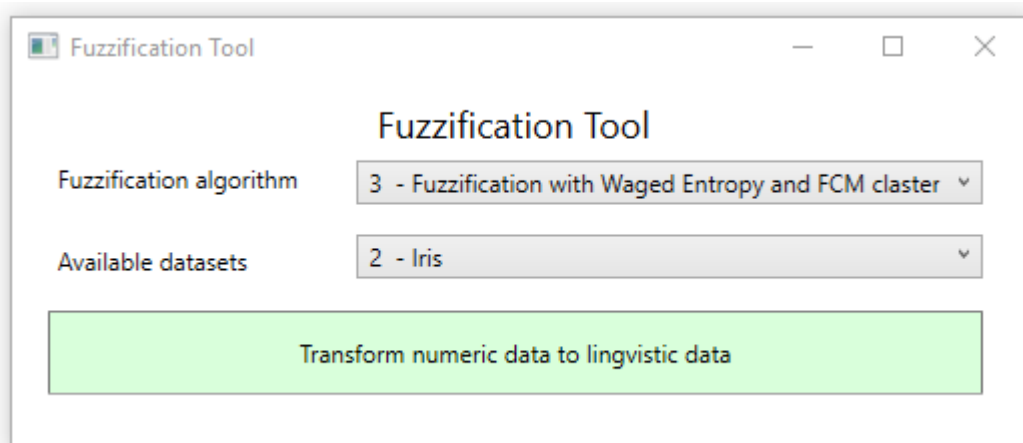 Fuzzification Tool
Fuzzification Tool
Fuzzification algorithm 3 - Fuzzification with Waged Entropy and FCM claster
Available datasets 2 - Iris
Transform numeric data to lingvistic data